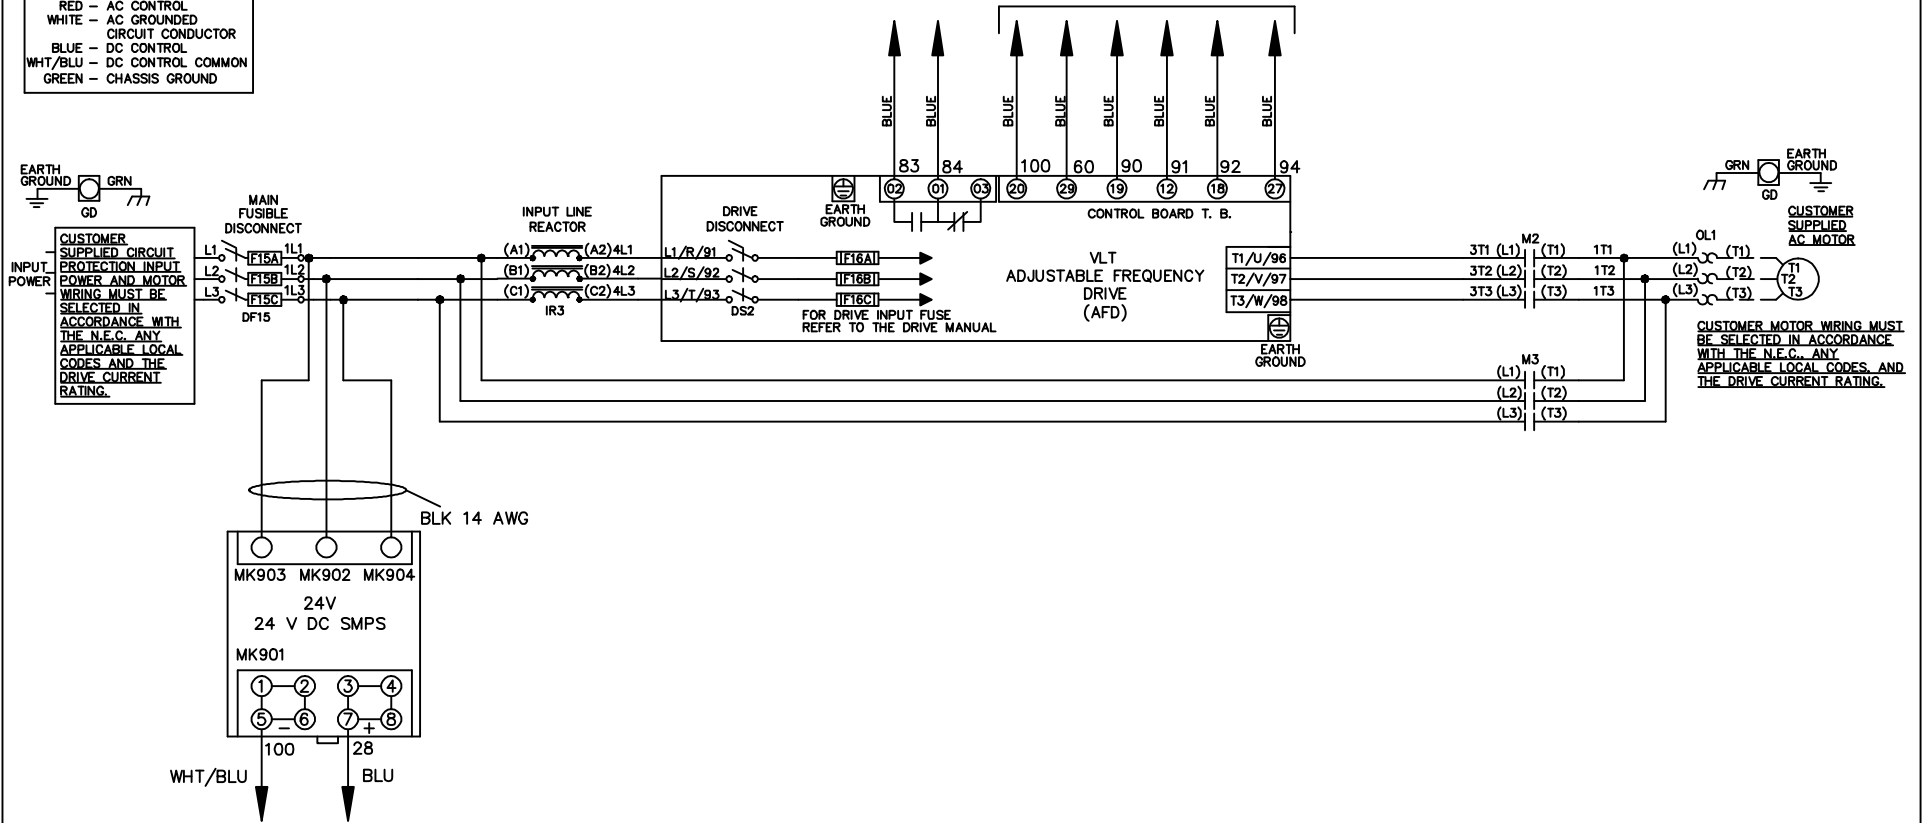 RED – AC CONTROL
WHITE – AC GROUNDED
CIRCUIT CONDUCTOR
BLUE – DC CONTROL
WHT/BLU – DC CONTROL COMMON
GREEN – CHASSIS GROUND
BLUE
BLUE
BLUE
BLUE
BLUE
BLUE
BLUE
BLUE
83
84
100
60
90
91
92
94
02
01
03
20
29
19
12
18
27
CONTROL BOARD T. B.
EARTH
GROUND
GRN
GD
INPUT
POWER
CUSTOMER
SUPPLIED CIRCUIT
PROTECTION INPUT
POWER AND MOTOR
WIRING MUST BE
SELECTED IN
ACCORDANCE WITH
THE N.E.C. ANY
APPLICABLE LOCAL
CODES AND THE
DRIVE CURRENT
RATING.
MAIN
FUSIBLE
DISCONNECT
L1
F15A
1L1
L2
F15B
1L2
L3
F15C
1L3
DF15
INPUT LINE
REACTOR
(A1)
(A2)4L1
(B1)
(B2)4L2
(C1)
(C2)4L3
IR3
L1/R/91
L2/S/92
L3/T/93
DRIVE
DISCONNECT
DS2
EARTH
GROUND
F16A
F16B
F16C
FOR DRIVE INPUT FUSE
REFER TO THE DRIVE MANUAL
VLT
ADJUSTABLE FREQUENCY
DRIVE
(AFD)
T1/U/96
T2/V/97
T3/W/98
EARTH
GROUND
M2
3T1 (L1) (T1) 1T1
3T2 (L2) (T2) 1T2
3T3 (L3) (T3) 1T3
M3
(L1) (T1)
(L2) (T2)
(L3) (T3)
OL1
(L1) (T1)
(L2) (T2)
(L3) (T3)
T1
T2
T3
GRN
EARTH
GROUND
GD
CUSTOMER
SUPPLIED
AC MOTOR
CUSTOMER MOTOR WIRING MUST
BE SELECTED IN ACCORDANCE
WITH THE N.E.C., ANY
APPLICABLE LOCAL CODES, AND
THE DRIVE CURRENT RATING.
BLK 14 AWG
MK903 MK902 MK904
24V
24 V DC SMPS
MK901
1 2 3 4
5 – 6 7 + 8
100
28
WHT/BLU
BLU